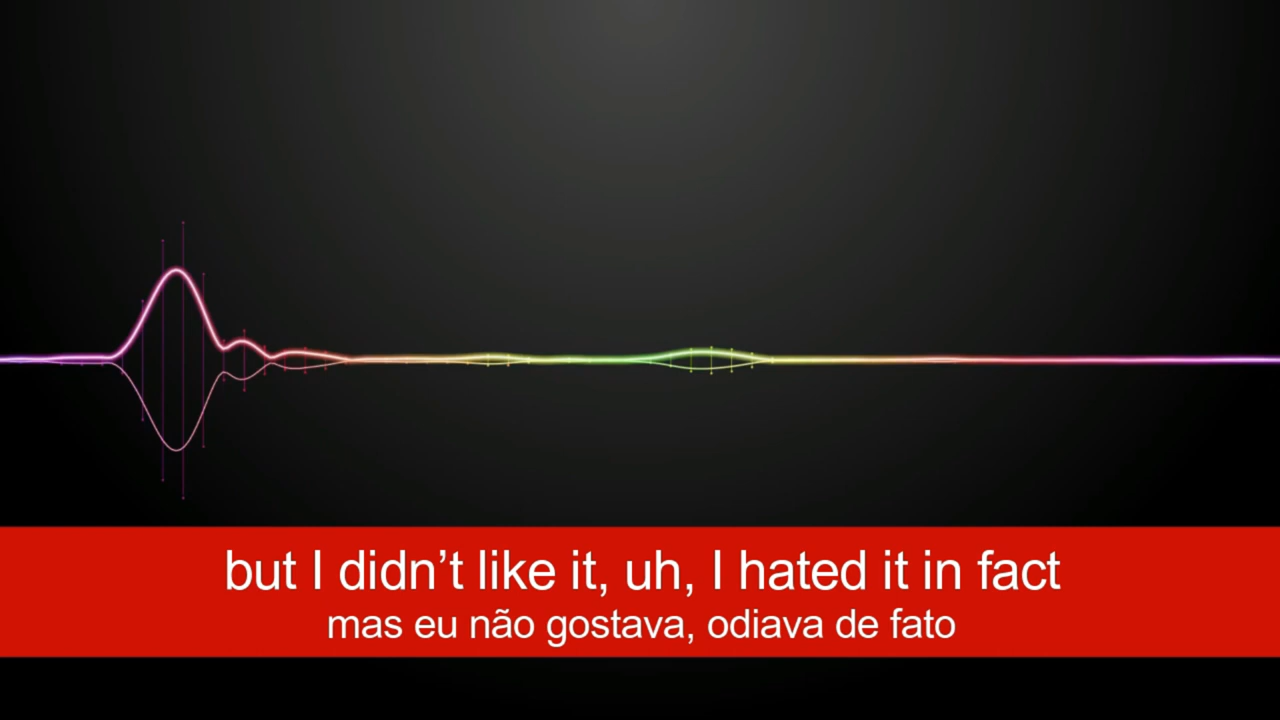 but I didn’t like it, uh, I hated it in fact
mas eu não gostava, odiava de fato